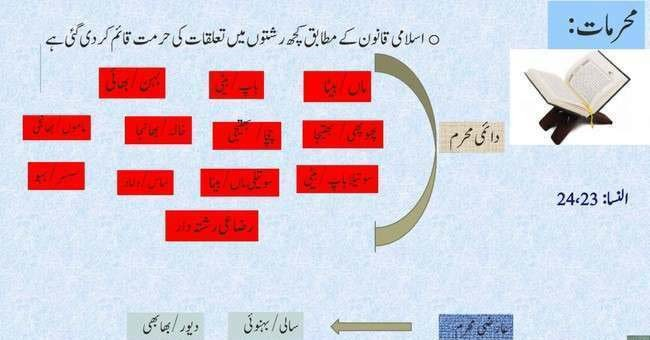 محرمات:
اسلامی قانون کے مطابق کچھ رشتوں میں تعلقات کی حرمت قائم کر دی گئی ہے
ماں/بیٹا
باپ/بیٹی
بہن/بھائی
دائمی محرم
پھوپھی/بھتیجا
چچا/بھتیجی
خالہ/بھانجا
ماموں/بھانجی
سوتیلا باپ/بیٹی
سوتیلی ماں/بیٹا
ساس/داماد
سسر/بہو
النسا: 24،23
رضاعی رشتہ دار
عارضی محرم
سالی/بہنوئی
دیور/بھابھی